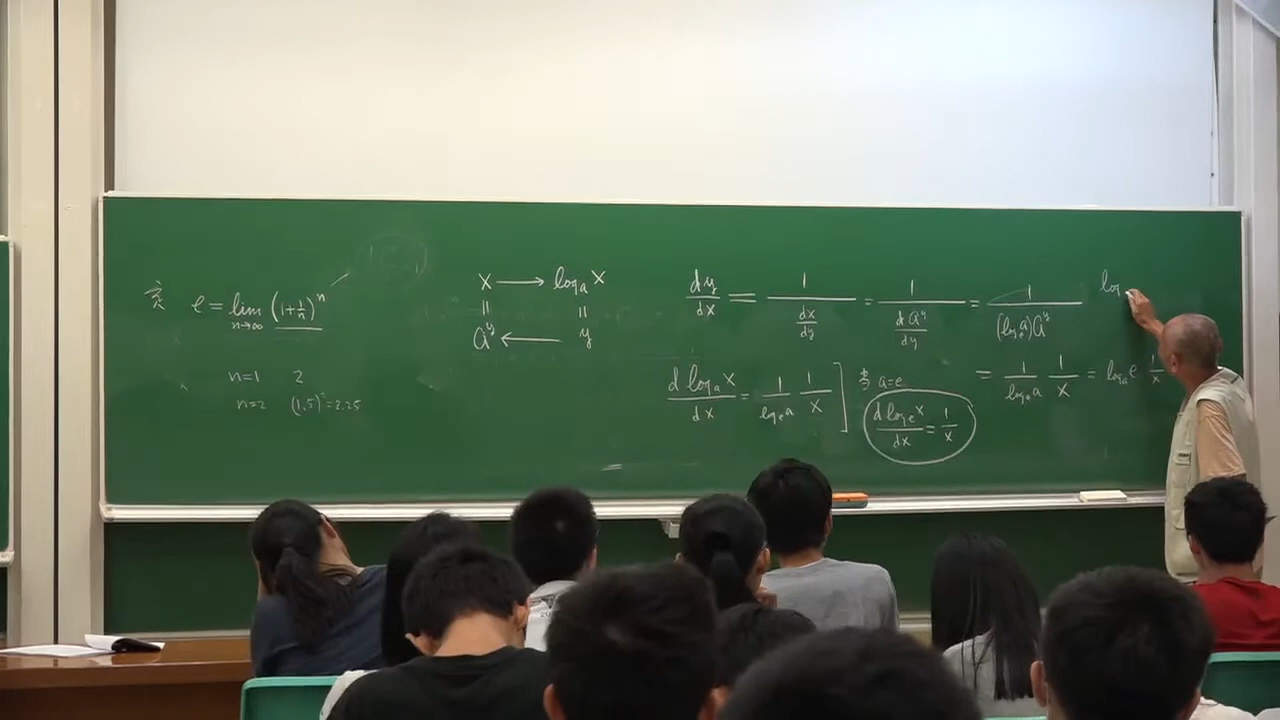 e = lim n→∞ (1+1/n)^n
n=1 2
n=2 (1.5)² = 2.25
x ⟶ log_a x
|| ||
a^y ⟵ y
dy/dx = 1/(dx/dy) = 1/(da^y/dy) = 1/((log_e a)a^y)
= 1/(log_e a) 1/x = log_a e 1/x
d log_a x/dx = 1/(log_e a) 1/x ] 当 a=e
d log_e x/dx = 1/x
log